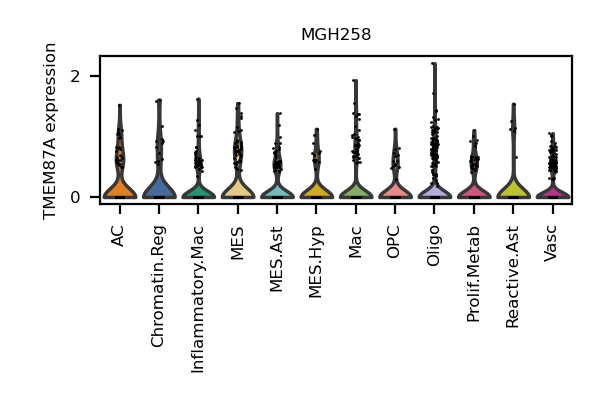 MGH258
TMEM87A expression
2
0
AC
Chromatin.Reg
Inflammatory.Mac
MES
MES.Ast
MES.Hyp
Mac
OPC
Oligo
Prolif.Metab
Reactive.Ast
Vasc